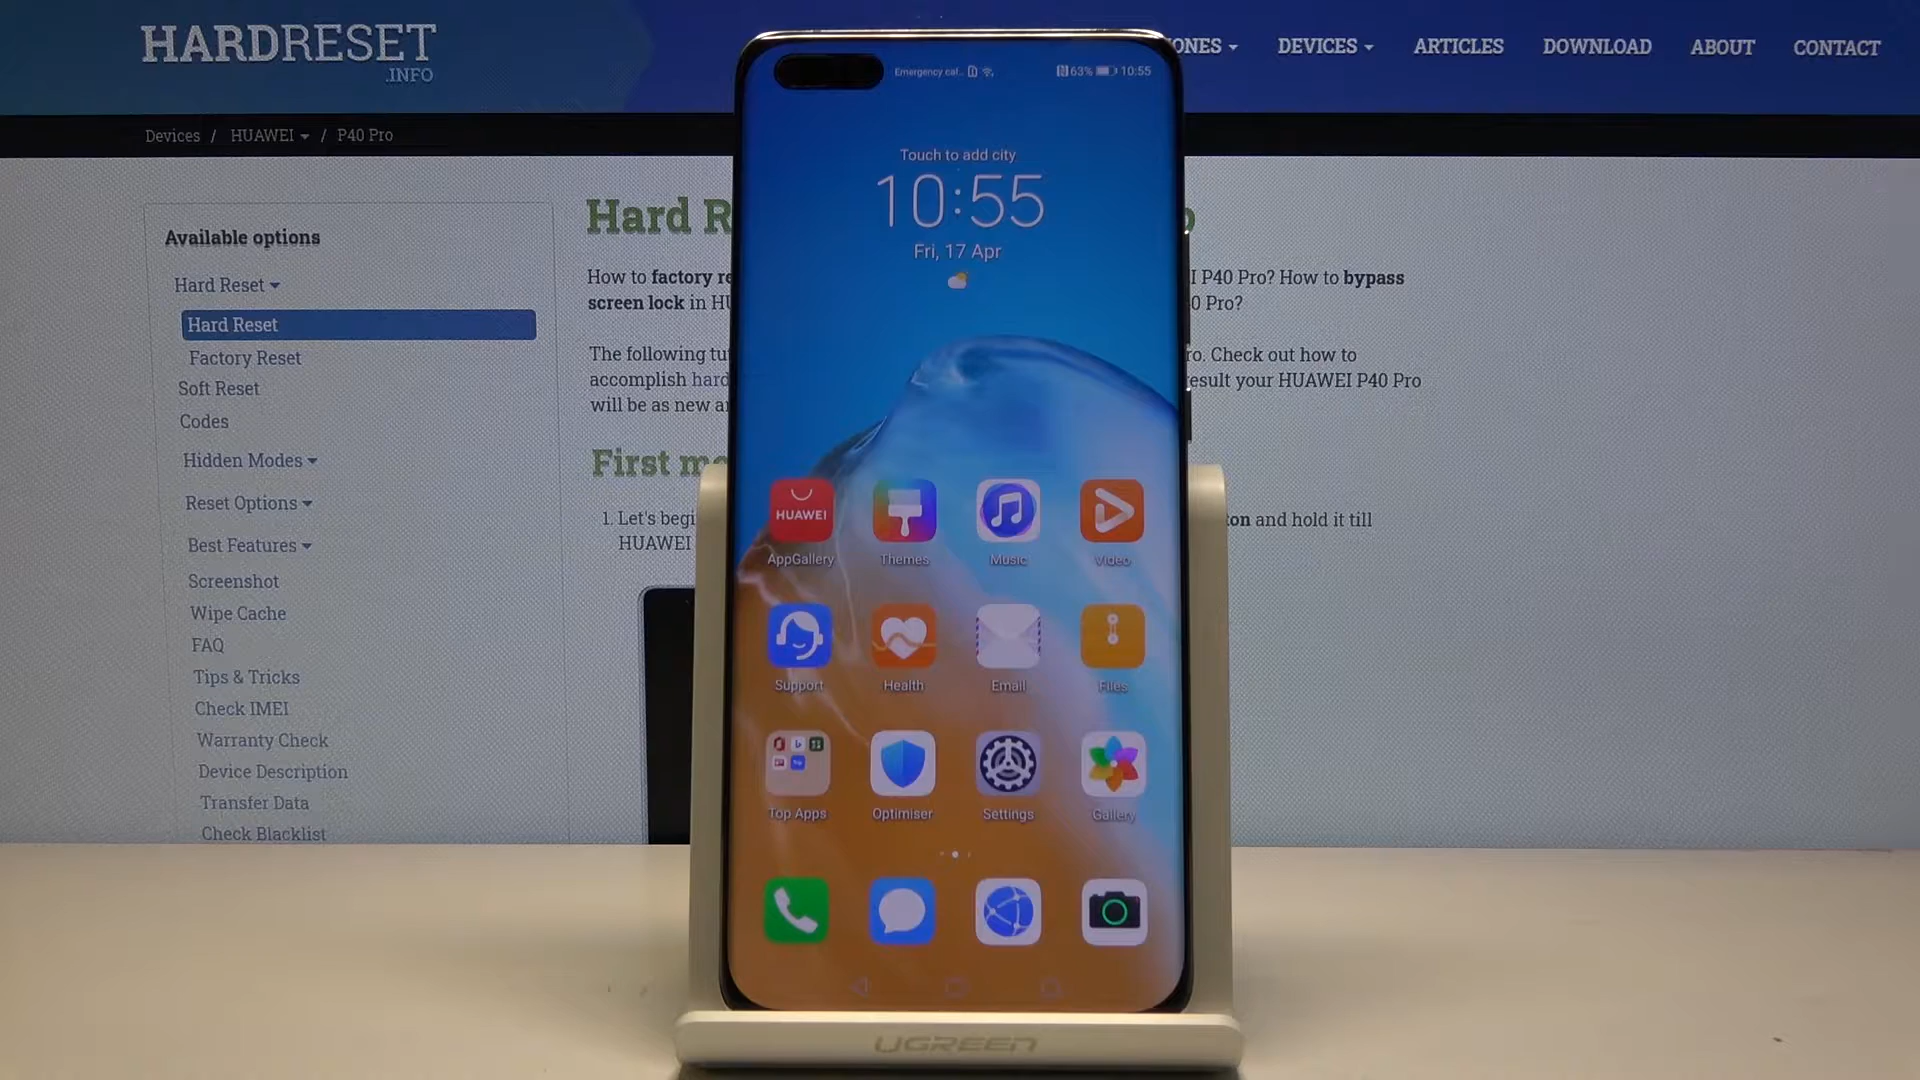 HARDRESET
.INFO
DEVICES
ARTICLES
DOWNLOAD
ABOUT
CONTACT
Devices / HUAWEI / P40 Pro
Available options
Hard Reset
Hard Reset
Factory Reset
Soft Reset
Codes
Hidden Modes
Reset Options
Best Features
Screenshot
Wipe Cache
FAQ
Tips & Tricks
Check IMEI
Warranty Check
Device Description
Transfer Data
Check Blacklist
Hard R
How to factory re
screen lock in HU
The following tu
accomplish hard
will be as new a
First mo
1. Let's begi
HUAWEI
I P40 Pro? How to bypass
0 Pro?
ro. Check out how to
esult your HUAWEI P40 Pro
ton and hold it till
Emergency cal...
63% 10:55
Touch to add city
10:55
Fri, 17 Apr
HUAWEI
AppGallery
Themes
Music
Video
Support
Health
Email
Files
Top Apps
Optimiser
Settings
Gallery
UGREEN